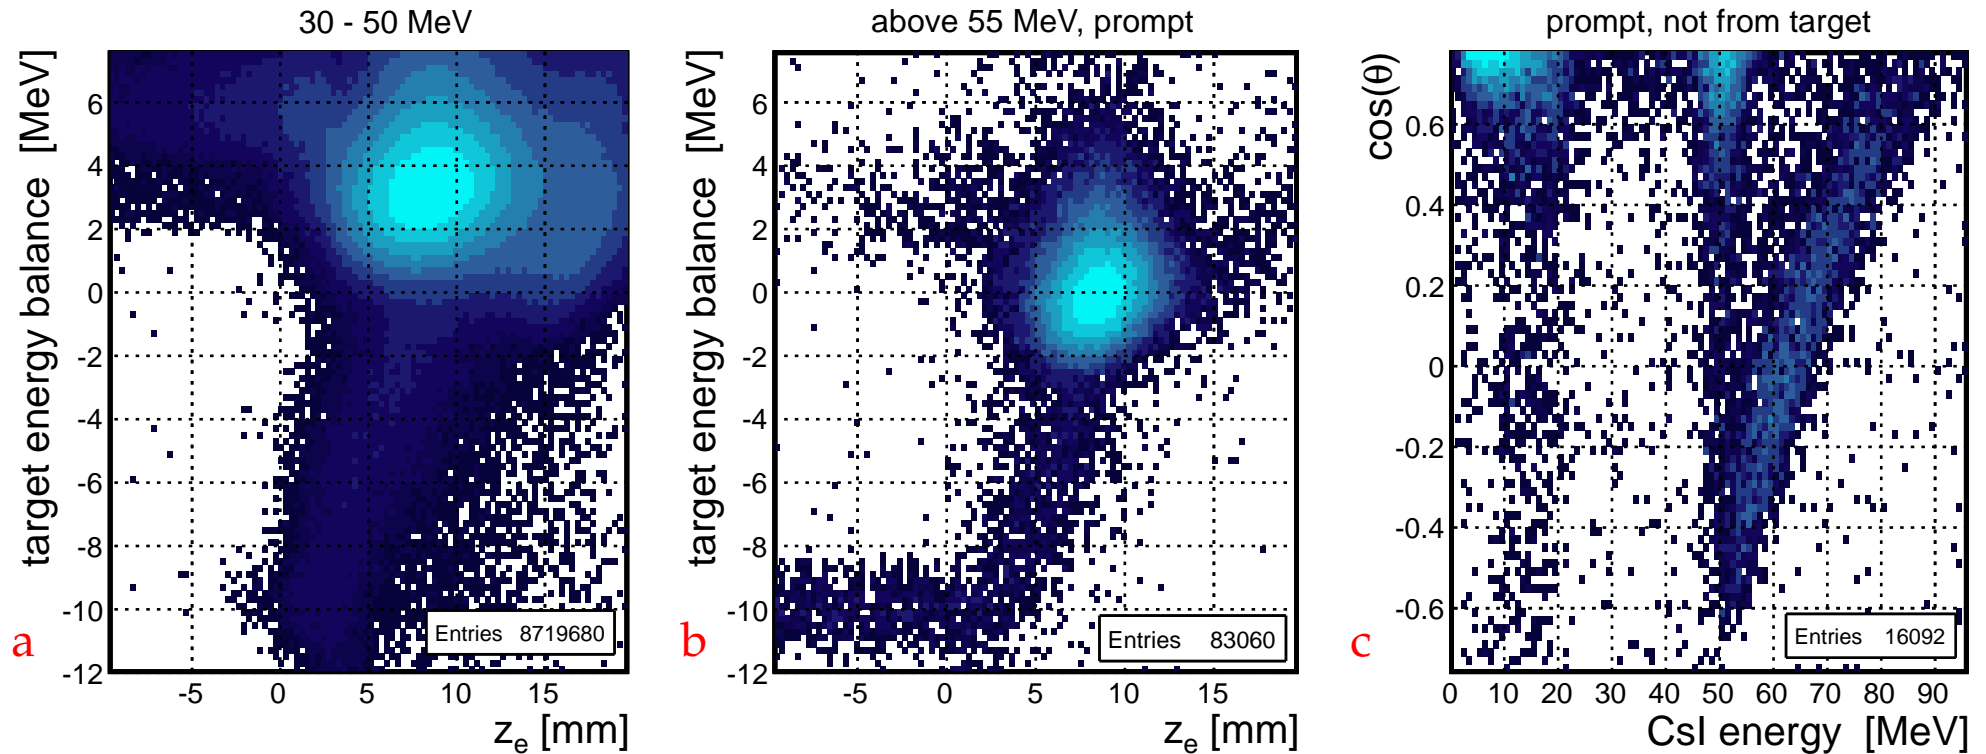 30 - 50 MeV
target energy balance [MeV]
6
4
2
0
-2
-4
-6
-8
-10
-12
-5
0
5
10
15
z_e [mm]
Entries 8719680
a
above 55 MeV, prompt
target energy balance [MeV]
6
4
2
0
-2
-4
-6
-8
-10
-12
-5
0
5
10
15
z_e [mm]
Entries 83060
b
prompt, not from target
cos(θ)
0.6
0.4
0.2
0
-0.2
-0.4
-0.6
0 10 20 30 40 50 60 70 80 90
CsI energy [MeV]
Entries 16092
c